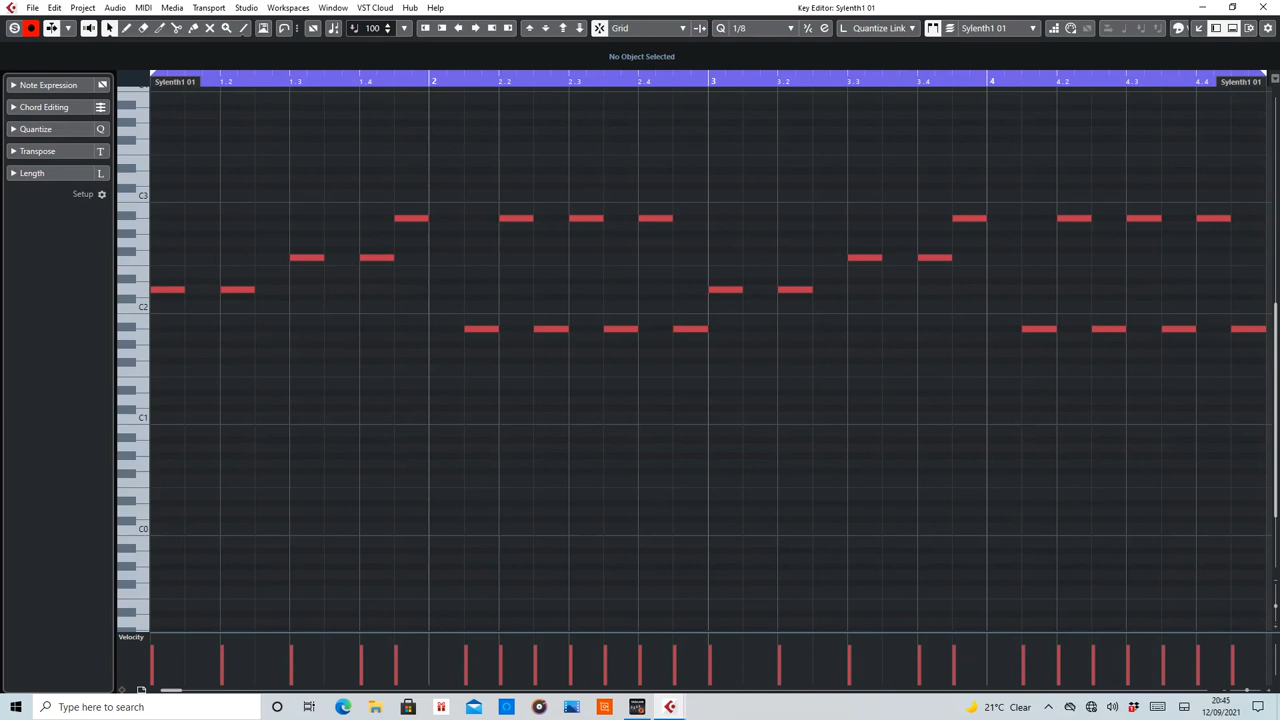 File Edit Project Audio MIDI Media Transport Studio Workspaces Window VST Cloud Hub Help
Key Editor: Sylenth1 01
100 Grid 1/8 Quantize Link Sylenth1 01
No Object Selected
Sylenth1 01 1.2 1.3 1.4 2 2.2 2.3 2.4 3 3.2 3.3 3.4 4 4.2 4.3 4.4 Sylenth1 01
Note Expression
Chord Editing
Quantize Q
Transpose T
Length L
Setup
C3
C2
C1
C0
Velocity
Type here to search
21°C Clear
20:45
12/09/2021